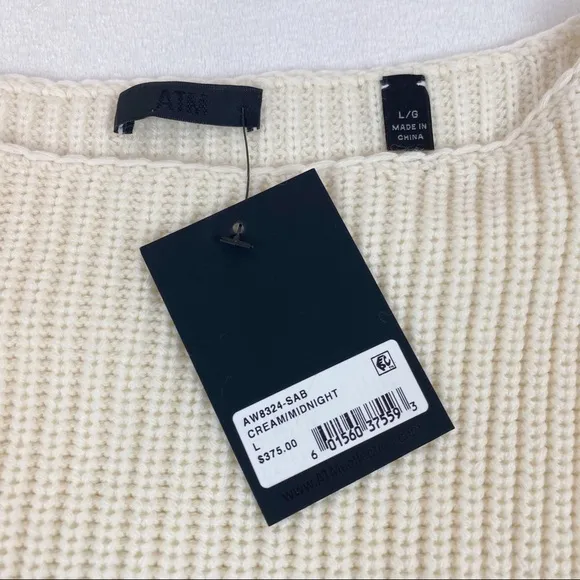 ATM
L/G
MADE IN
CHINA
AW8324-SAB
CREAM/MIDNIGHT
L
$375.00
6 01560 37559 3